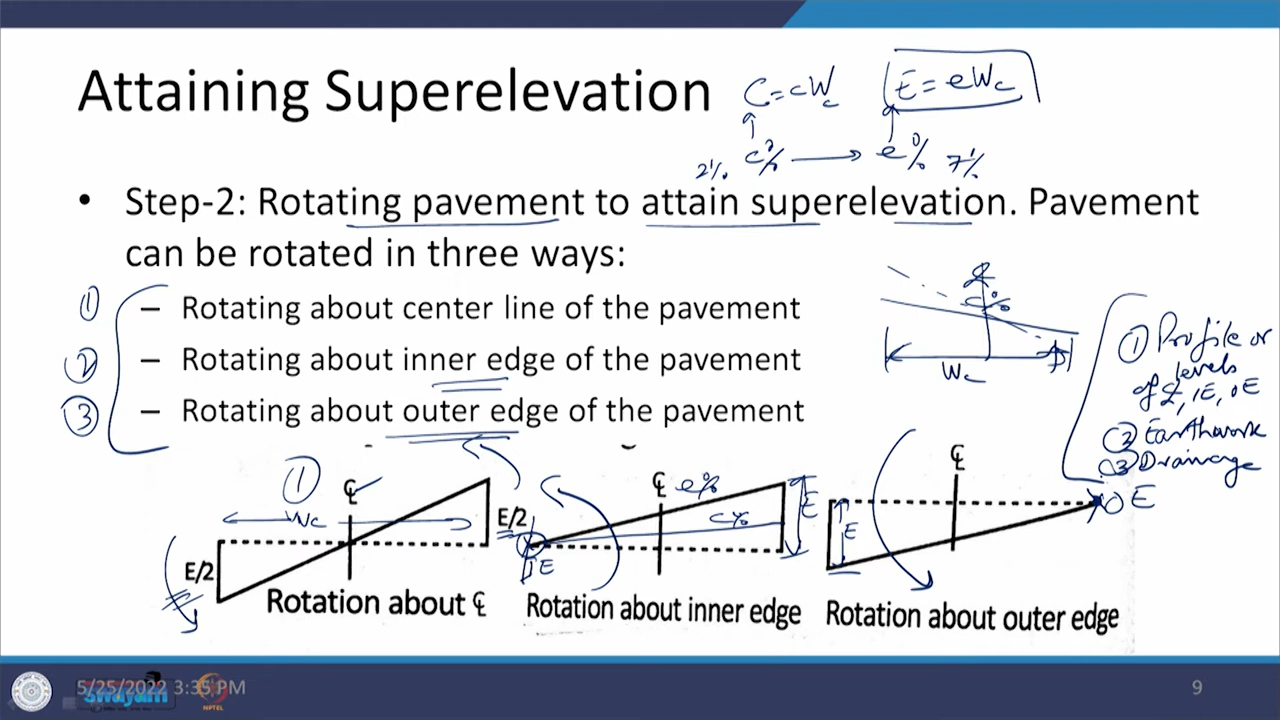 Attaining Superelevation
C=cWc
E=eWc
2% c% → e% 7%
• Step-2: Rotating pavement to attain superelevation. Pavement
can be rotated in three ways:
① – Rotating about center line of the pavement
② – Rotating about inner edge of the pavement
③ – Rotating about outer edge of the pavement
℄
c%
Wc
① Profile or
levels
of ℄, IE, OE
② Earthwork
③ Drainage
① ℄
Wc
E/2
E/2
Rotation about ℄
℄ e%
c%
E
IE
Rotation about inner edge
℄
OE
E
Rotation about outer edge
5/25/2022 3:35 PM
swayam
NPTEL
9